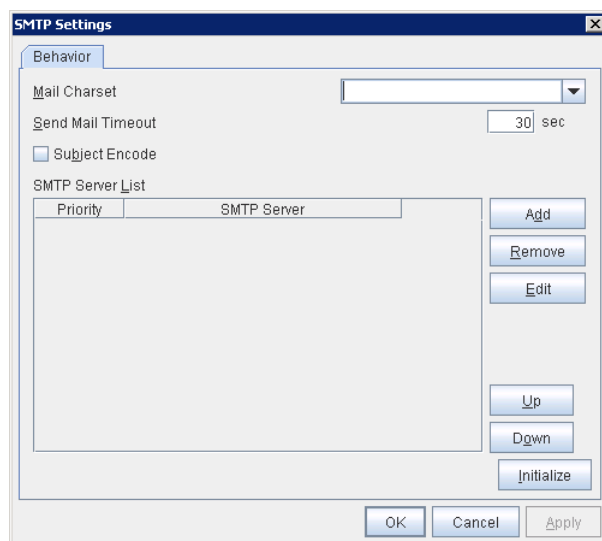 SMTP Settings
Behavior
Mail Charset
Send Mail Timeout 30 sec
Subject Encode
SMTP Server List
Priority SMTP Server
Add
Remove
Edit
Up
Down
Initialize
OK Cancel Apply